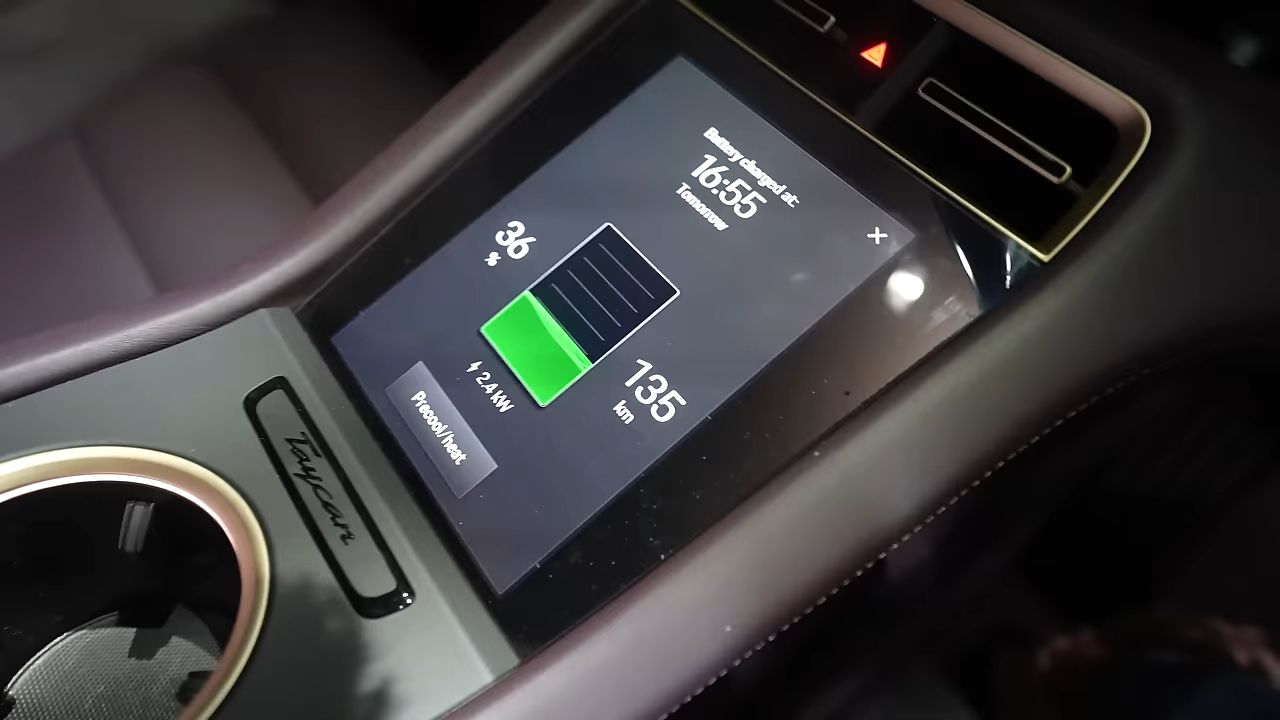 Battery charged at:
16:55
Tomorrow
36
%
135
km
2.4 kW
Precool/heat
Taycan